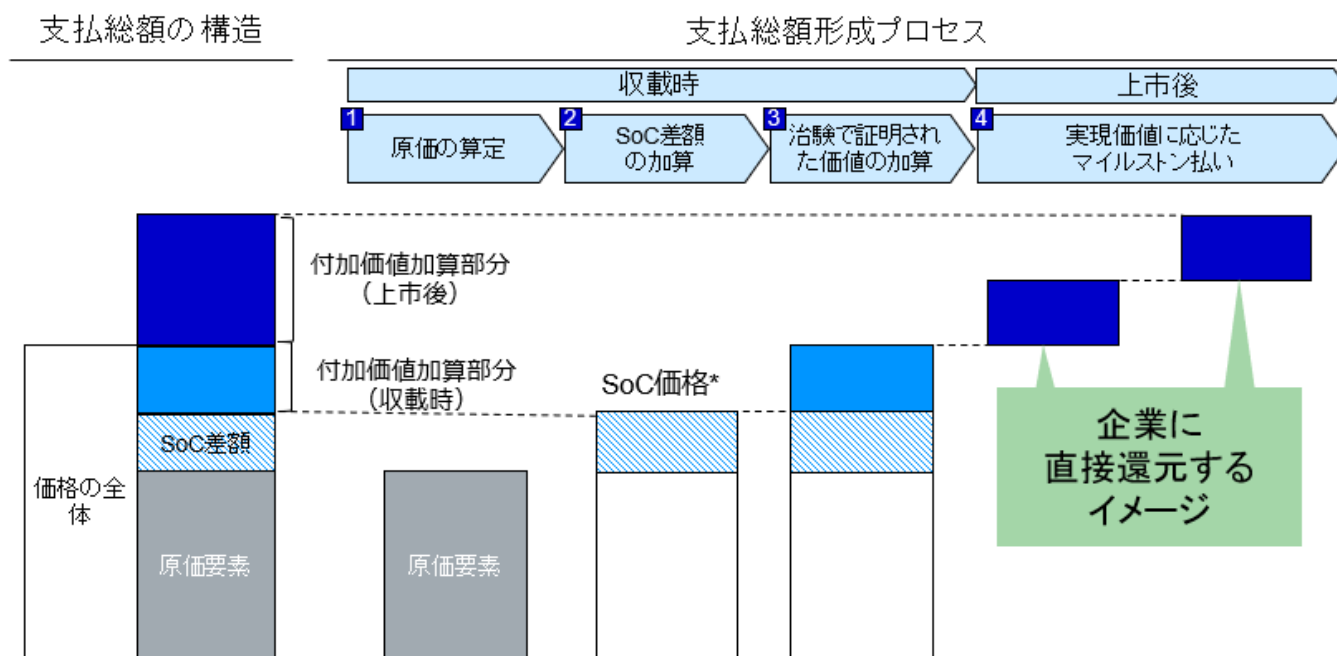 支払総額の構造
支払総額形成プロセス
収載時
上市後
1
原価の算定
2
SoC差額
の加算
3
治験で証明され
た価値の加算
4
実現価値に応じた
マイルストン払い
付加価値加算部分
（上市後）
付加価値加算部分
（収載時）
SoC価格*
SoC差額
価格の全
体
原価要素
原価要素
企業に
直接還元する
イメージ